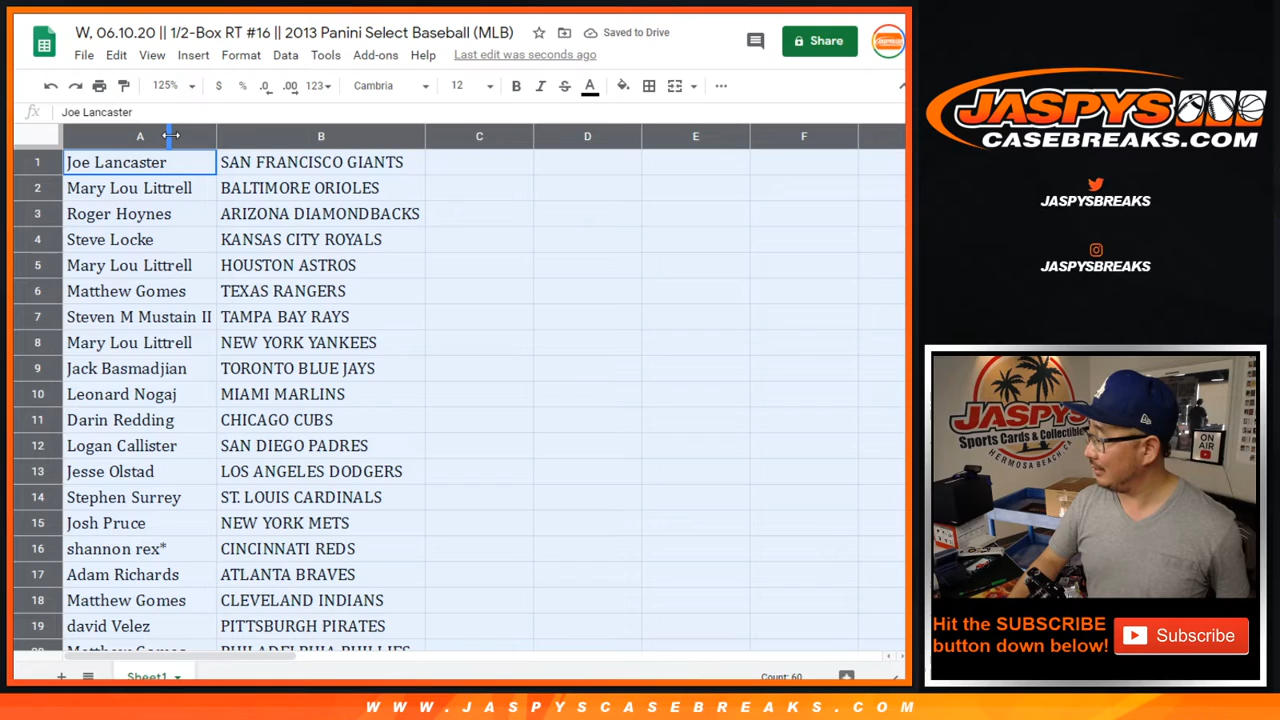 W, 06.10.20 || 1/2-Box RT #16 || 2013 Panini Select Baseball (MLB)
Saved to Drive
Share
File Edit View Insert Format Data Tools Add-ons Help Last edit was seconds ago
125% $ % .0 .00 123 Cambria 12 B I S A
fx Joe Lancaster
A B C D E F
1 Joe Lancaster SAN FRANCISCO GIANTS
2 Mary Lou Littrell BALTIMORE ORIOLES
3 Roger Hoynes ARIZONA DIAMONDBACKS
4 Steve Locke KANSAS CITY ROYALS
5 Mary Lou Littrell HOUSTON ASTROS
6 Matthew Gomes TEXAS RANGERS
7 Steven M Mustain II TAMPA BAY RAYS
8 Mary Lou Littrell NEW YORK YANKEES
9 Jack Basmadjian TORONTO BLUE JAYS
10 Leonard Nogaj MIAMI MARLINS
11 Darin Redding CHICAGO CUBS
12 Logan Callister SAN DIEGO PADRES
13 Jesse Olstad LOS ANGELES DODGERS
14 Stephen Surrey ST. LOUIS CARDINALS
15 Josh Pruce NEW YORK METS
16 shannon rex* CINCINNATI REDS
17 Adam Richards ATLANTA BRAVES
18 Matthew Gomes CLEVELAND INDIANS
19 david Velez PITTSBURGH PIRATES
20 Matthew Gomes PHILADELPHIA PHILLIES
Sheet1
Count: 60
JASPYS
CASEBREAKS.COM
JASPYSBREAKS
JASPYSBREAKS
JASPYS
Sports Cards & Collectibles
HERMOSA BEACH, CA
ON
AIR
Hit the SUBSCRIBE
button down below!
Subscribe
WWW.JASPYSCASEBREAKS.COM